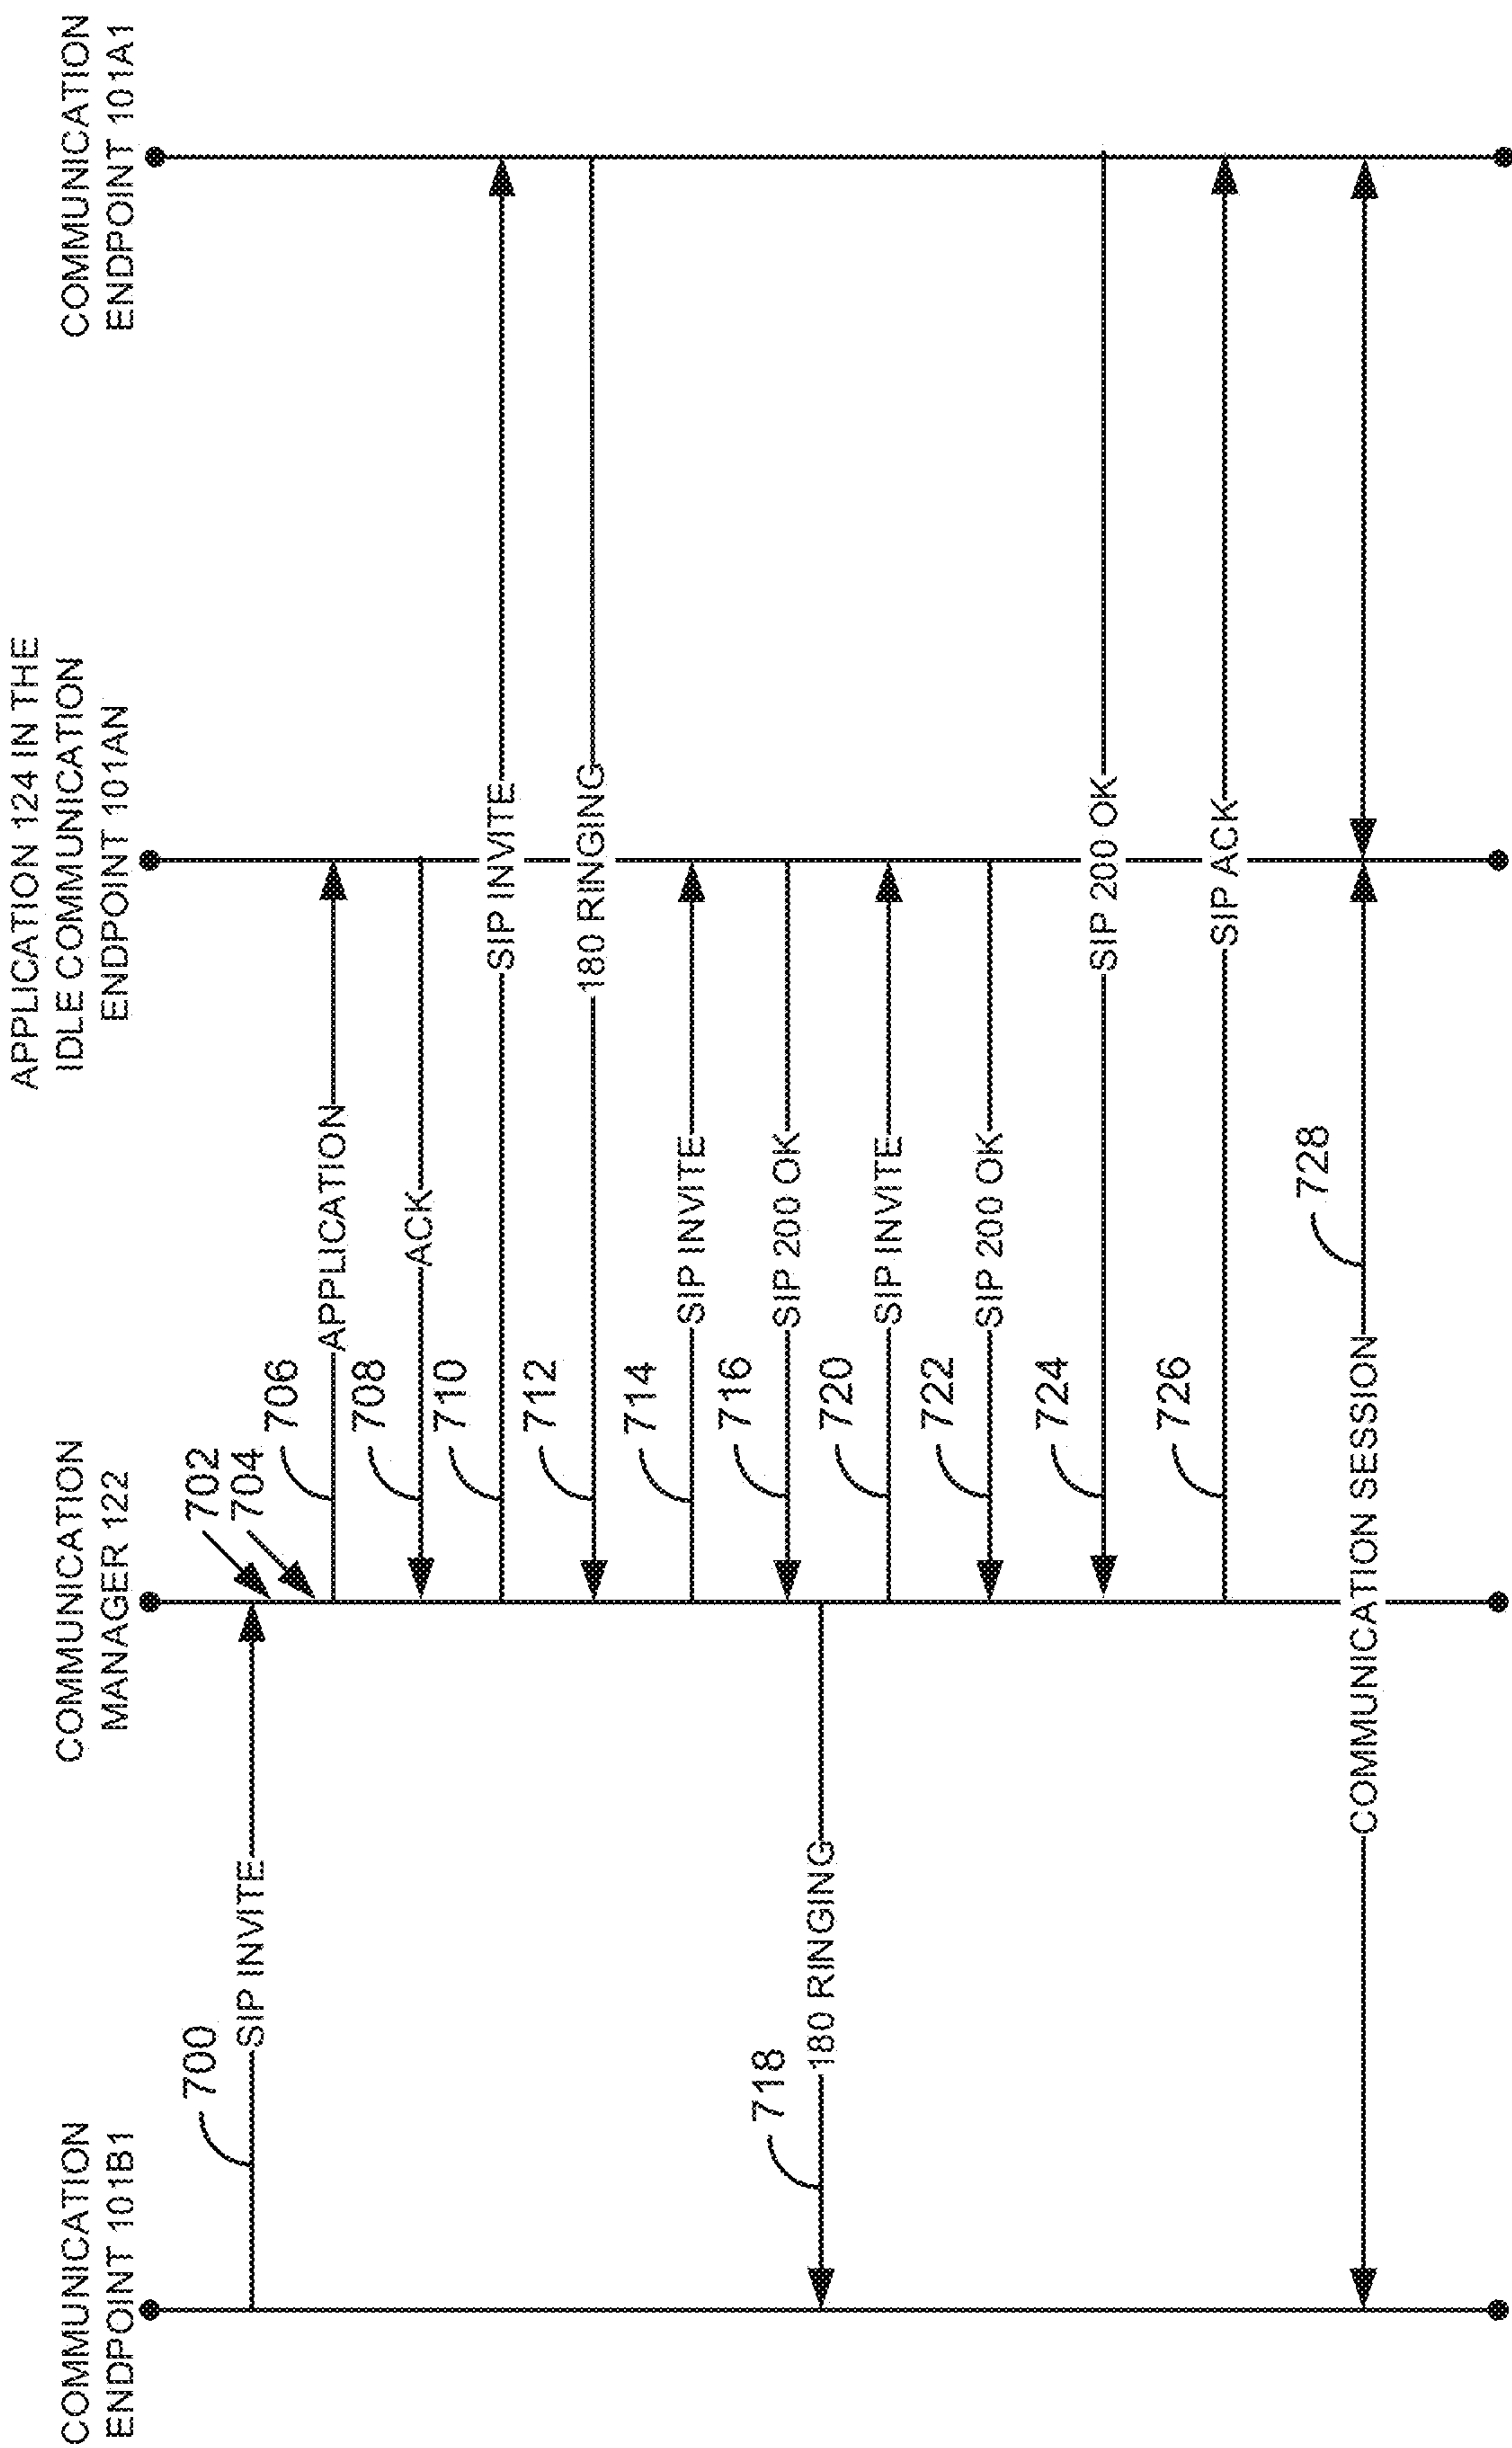 COMMUNICATION
ENDPOINT 101B1
COMMUNICATION
MANAGER 122
APPLICATION 124 IN THE
IDLE COMMUNICATION
ENDPOINT 101AN
COMMUNICATION
ENDPOINT 101A1
700
SIP INVITE
702
704
706
APPLICATION
708
ACK
710
SIP INVITE
712
180 RINGING
714
SIP INVITE
716
SIP 200 OK
718
180 RINGING
720
SIP INVITE
722
SIP 200 OK
724
SIP 200 OK
726
SIP ACK
728
COMMUNICATION SESSION